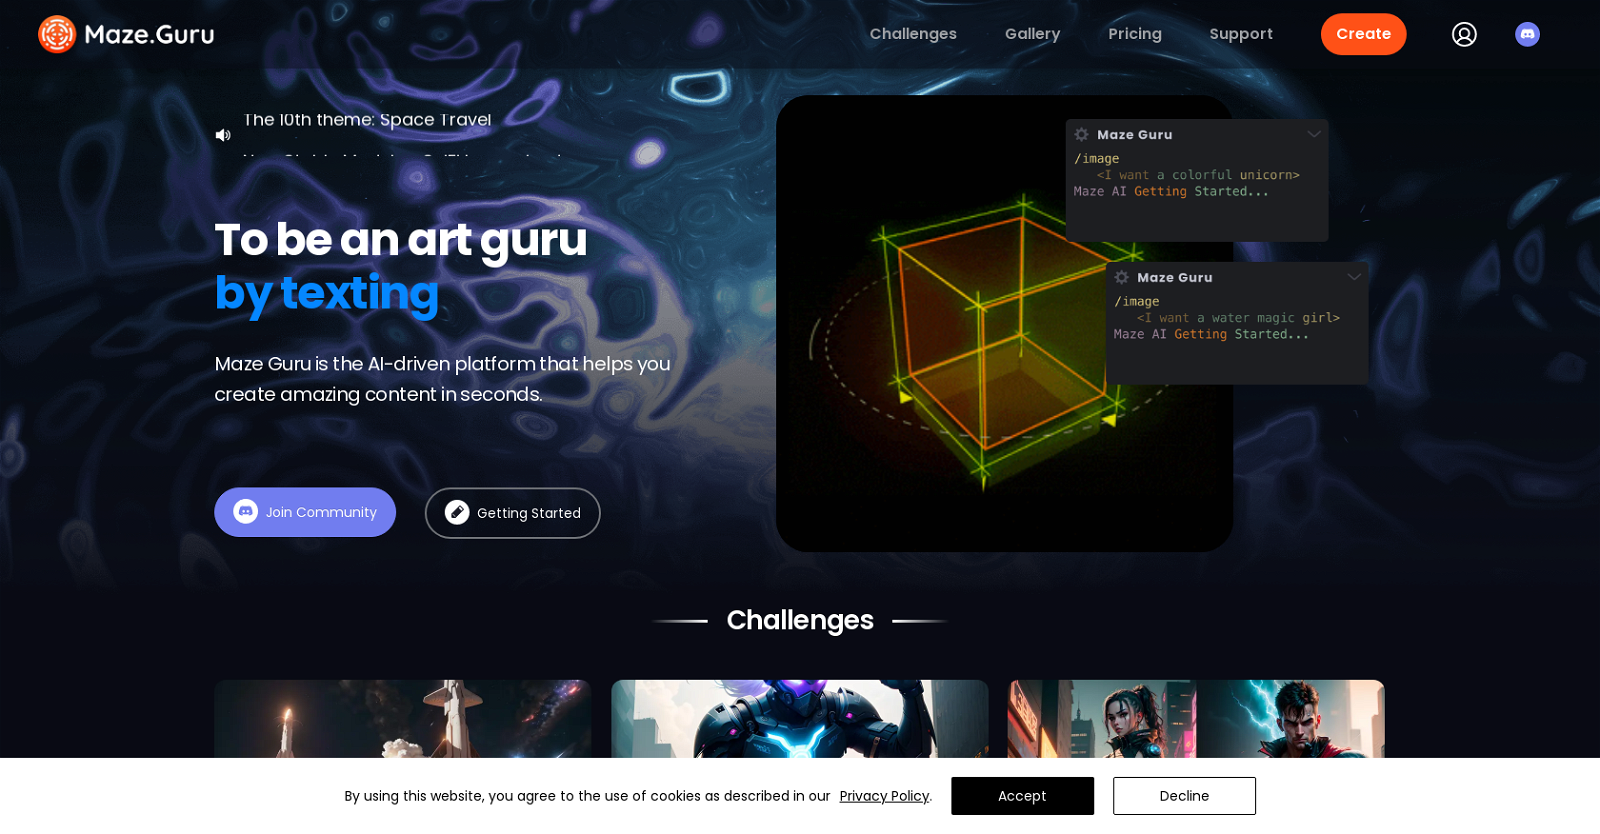 Maze.Guru
Challenges
Gallery
Pricing
Support
Create
The 10th theme: Space Travel
To be an art guru
by texting
Maze Guru is the AI-driven platform that helps you
create amazing content in seconds.
Join Community
Getting Started
Maze Guru
/image
<I want a colorful unicorn>
Maze AI Getting Started...
Maze Guru
/image
<I want a water magic girl>
Maze AI Getting Started...
Challenges
By using this website, you agree to the use of cookies as described in our Privacy Policy.
Accept
Decline